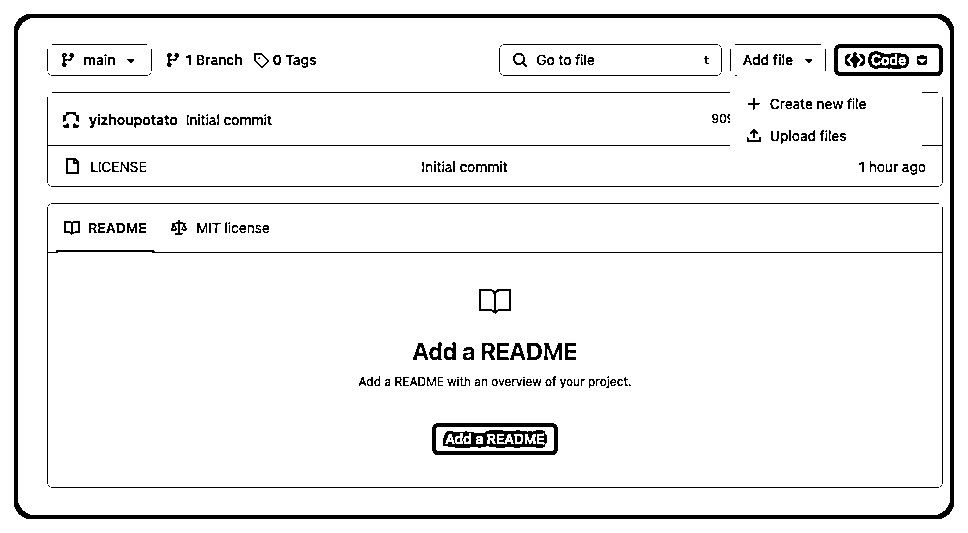 main 1 Branch 0 Tags Go to file t Add file Code
Create new file
yizhoupotato Initial commit
Upload files
LICENSE Initial commit 1 hour ago
README MIT license
Add a README
Add a README with an overview of your project.
Add a README